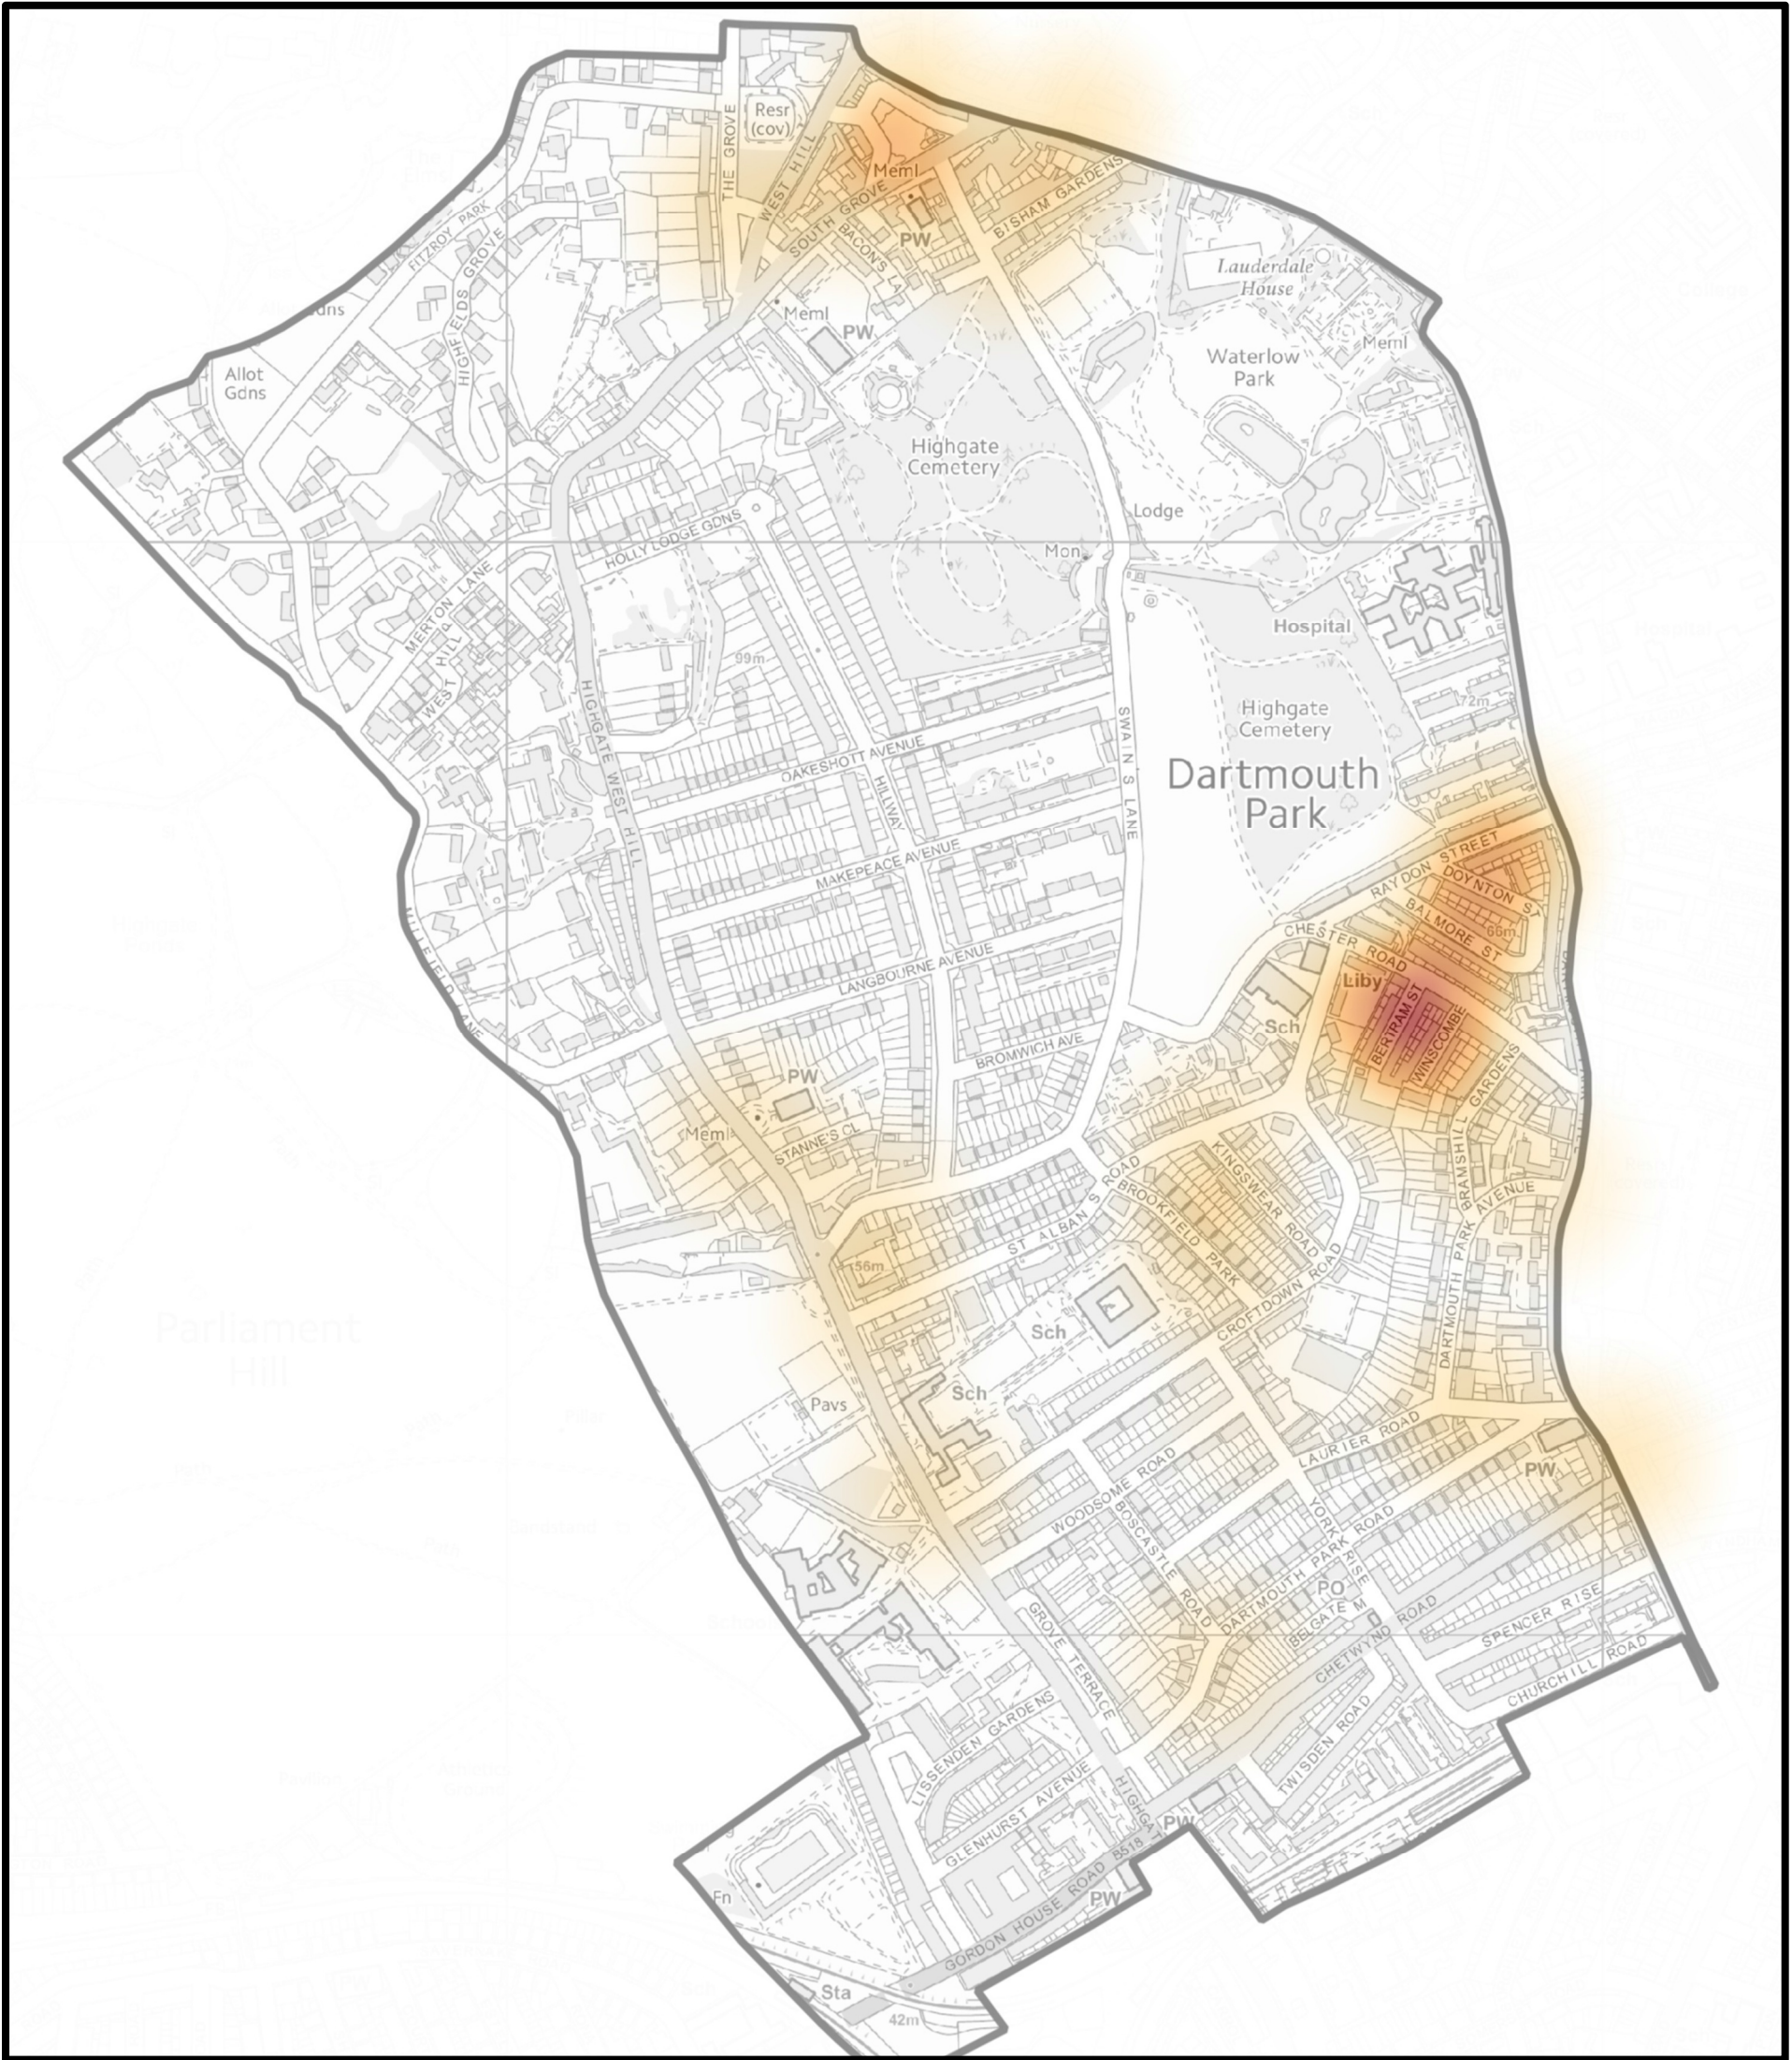 THE GROVE
Resr
(cov)
WEST HILL
Meml
SOUTH GROVE
BACON'S LA
PW
BISHAM GARDENS
FITZROY PARK
HIGHFIELDS GROVE
Lauderdale
House
Meml
PW
Meml
Waterlow
Park
Allot
Gdns
Highgate
Cemetery
HOLLY LODGE GDNS
Lodge
Mon
MERTON LANE
WEST HILL P
Hospital
99m
72m
HIGHGATE WEST HILL
SWAIN'S LANE
Highgate
Cemetery
OAKESHOTT AVENUE
HILLWAY
Dartmouth
Park
MAKEPEACE AVENUE
RAYDON STREET
DOYNTON ST
BALMORE ST
66m
CHESTER ROAD
MILLFIELD LANE
LANGBOURNE AVENUE
Liby
BERTRAM ST
WINSCOMBE
Sch
BROMWICH AVE
PW
Meml
ST ANNE'S CL
BRAMSHILL GARDENS
KINGSWEAR ROAD
BROOKFIELD PARK
ST ALBAN'S ROAD
DARTMOUTH PARK AVENUE
56m
CROFTDOWN ROAD
Parliament
Hill
Sch
Sch
Pavs
LAURIER ROAD
PW
WOODSOME ROAD
BOSCASTLE ROAD
YORK RISE
DARTMOUTH PARK ROAD
PO
BELGATE M
CHETWYND ROAD
SPENCER RISE
CHURCHILL ROAD
GROVE TERRACE
LISSENDEN GARDENS
TWISDEN ROAD
GLENHURST AVENUE
HIGHGAT
PW
GORDON HOUSE ROAD B518
PW
Fn
Sta
42m